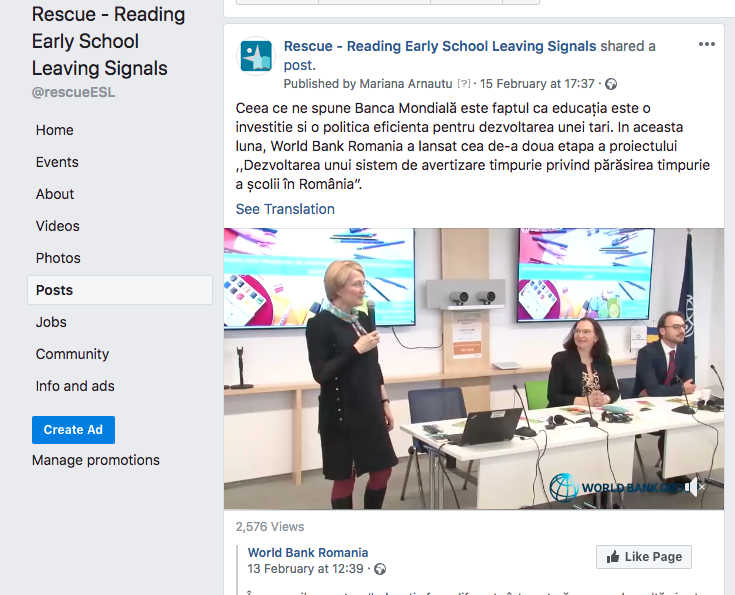 Rescue - Reading
Early School
Leaving Signals
@rescueESL
Home
Events
About
Videos
Photos
Posts
Jobs
Community
Info and ads
Create Ad
Manage promotions
Rescue - Reading Early School Leaving Signals shared a
post.
Published by Mariana Arnautu [?] · 15 February at 17:37 ·
Ceea ce ne spune Banca Mondială este faptul ca educația este o
investitie si o politica eficienta pentru dezvoltarea unei tari. In aceasta
luna, World Bank Romania a lansat cea de-a doua etapa a proiectului
,,Dezvoltarea unui sistem de avertizare timpurie privind părăsirea timpurie
a școlii în România”.
See Translation
WORLD BANK
2,576 Views
World Bank Romania
13 February at 12:39 ·
Like Page